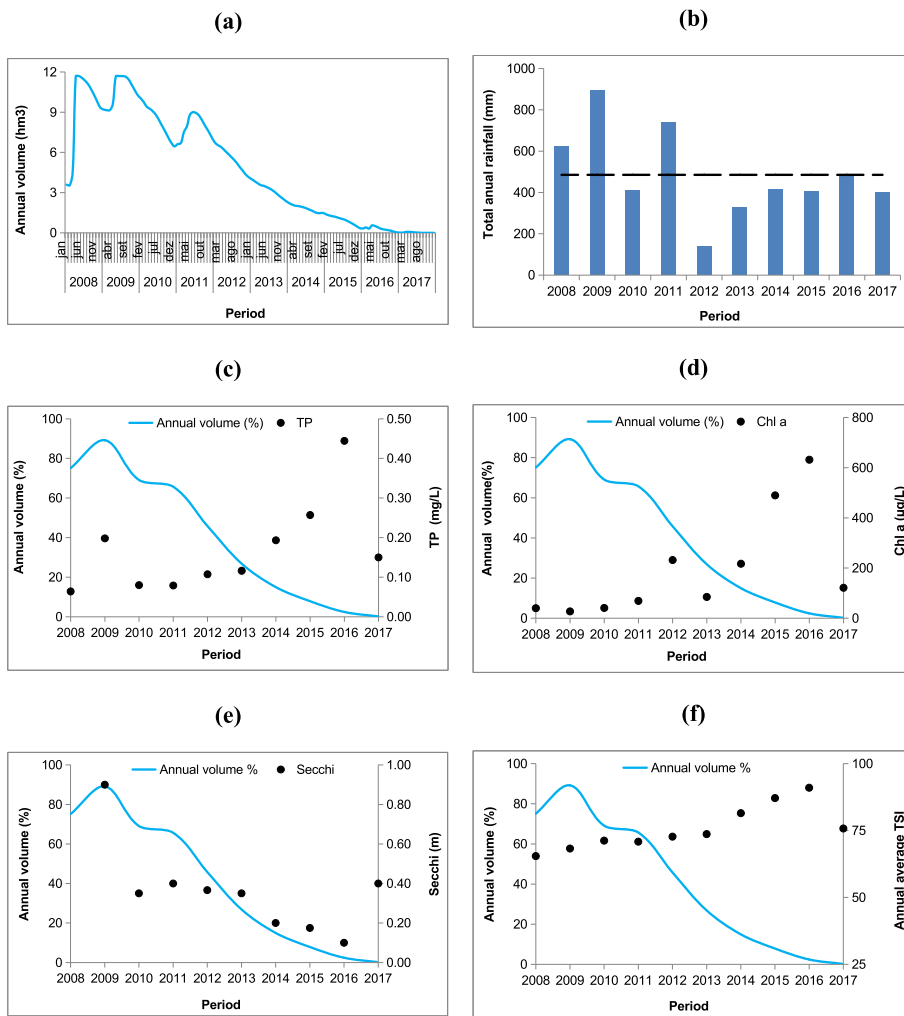 (a)
Annual volume (hm3)
12
9
6
3
0
jan jun nov abr set fev jul dez mai out mar ago jan jun nov abr set fev jul dez mai out mar ago
2008 2009 2010 2011 2012 2013 2014 2015 2016 2017
Period
(b)
Total anual rainfall (mm)
1000
800
600
400
200
0
2008 2009 2010 2011 2012 2013 2014 2015 2016 2017
Period
(c)
Annual volume (%) TP
Annual volume (%)
100
80
60
40
20
0
0.50
0.40
0.30
0.20
0.10
0.00
TP (mg/L)
2008 2009 2010 2011 2012 2013 2014 2015 2016 2017
Period
(d)
Annual volume (%) Chl a
Annual volume(%)
100
80
60
40
20
0
800
600
400
200
0
Chl a (µg/L)
2008 2009 2010 2011 2012 2013 2014 2015 2016 2017
Period
(e)
Annual volume % Secchi
Annual volume (%)
100
80
60
40
20
0
1.00
0.80
0.60
0.40
0.20
0.00
Secchi (m)
2008 2009 2010 2011 2012 2013 2014 2015 2016 2017
Period
(f)
Annual volume %
Annual volume (%)
100
80
60
40
20
0
100
75
50
25
Annual average TSI
2008 2009 2010 2011 2012 2013 2014 2015 2016 2017
Period